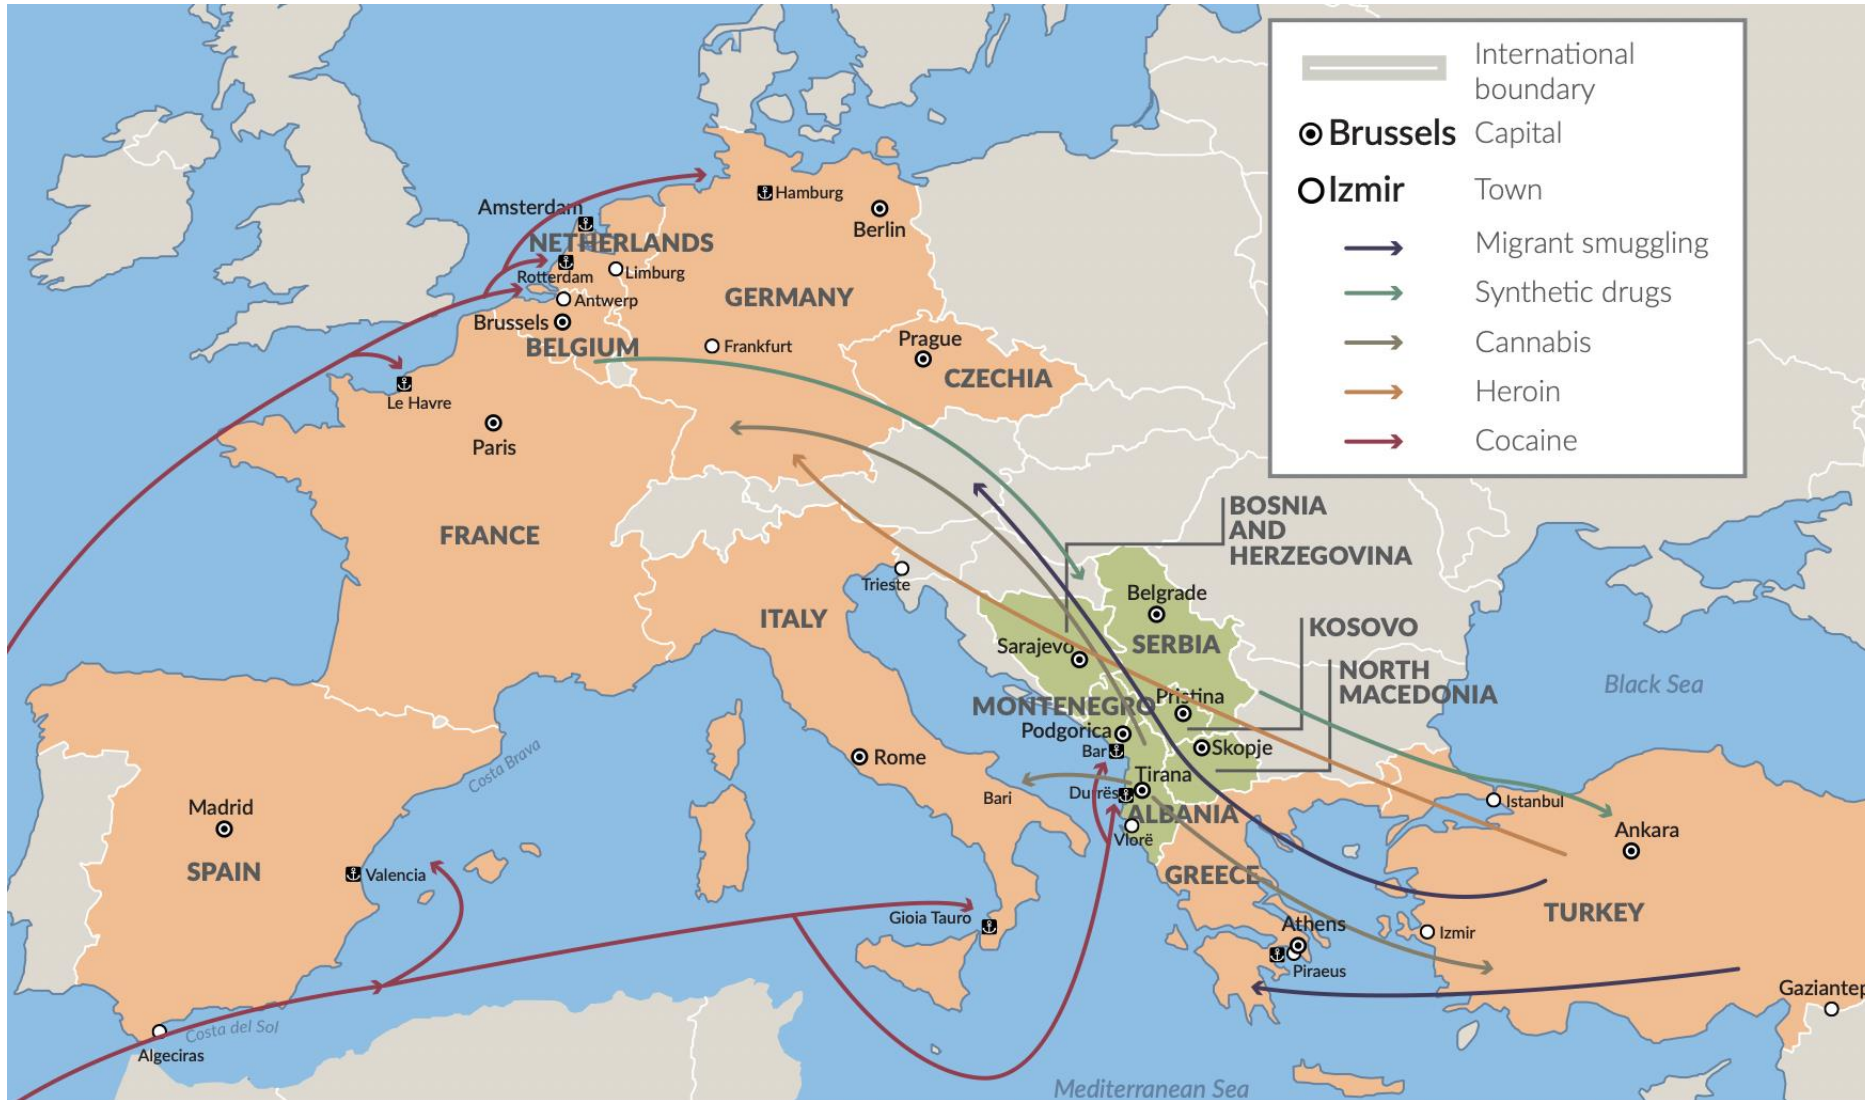 International
boundary
Brussels Capital
Izmir Town
Migrant smuggling
Synthetic drugs
Cannabis
Heroin
Cocaine
Hamburg
Amsterdam
Berlin
NETHERLANDS
Rotterdam
Limburg
Antwerp
GERMANY
Brussels
BELGIUM
Frankfurt
Prague
CZECHIA
Le Havre
Paris
FRANCE
BOSNIA
AND
HERZEGOVINA
Trieste
ITALY
Belgrade
SERBIA
KOSOVO
Sarajevo
NORTH
MACEDONIA
Black Sea
Pristina
MONTENEGRO
Podgorica
Bar
Skopje
Rome
Costa Brava
Tirana
Durrës
Bari
Istanbul
Madrid
ALBANIA
Vlorë
Ankara
SPAIN
Valencia
GREECE
Gioia Tauro
Athens
TURKEY
Izmir
Piraeus
Gaziantep
Costa del Sol
Algeciras
Mediterranean Sea